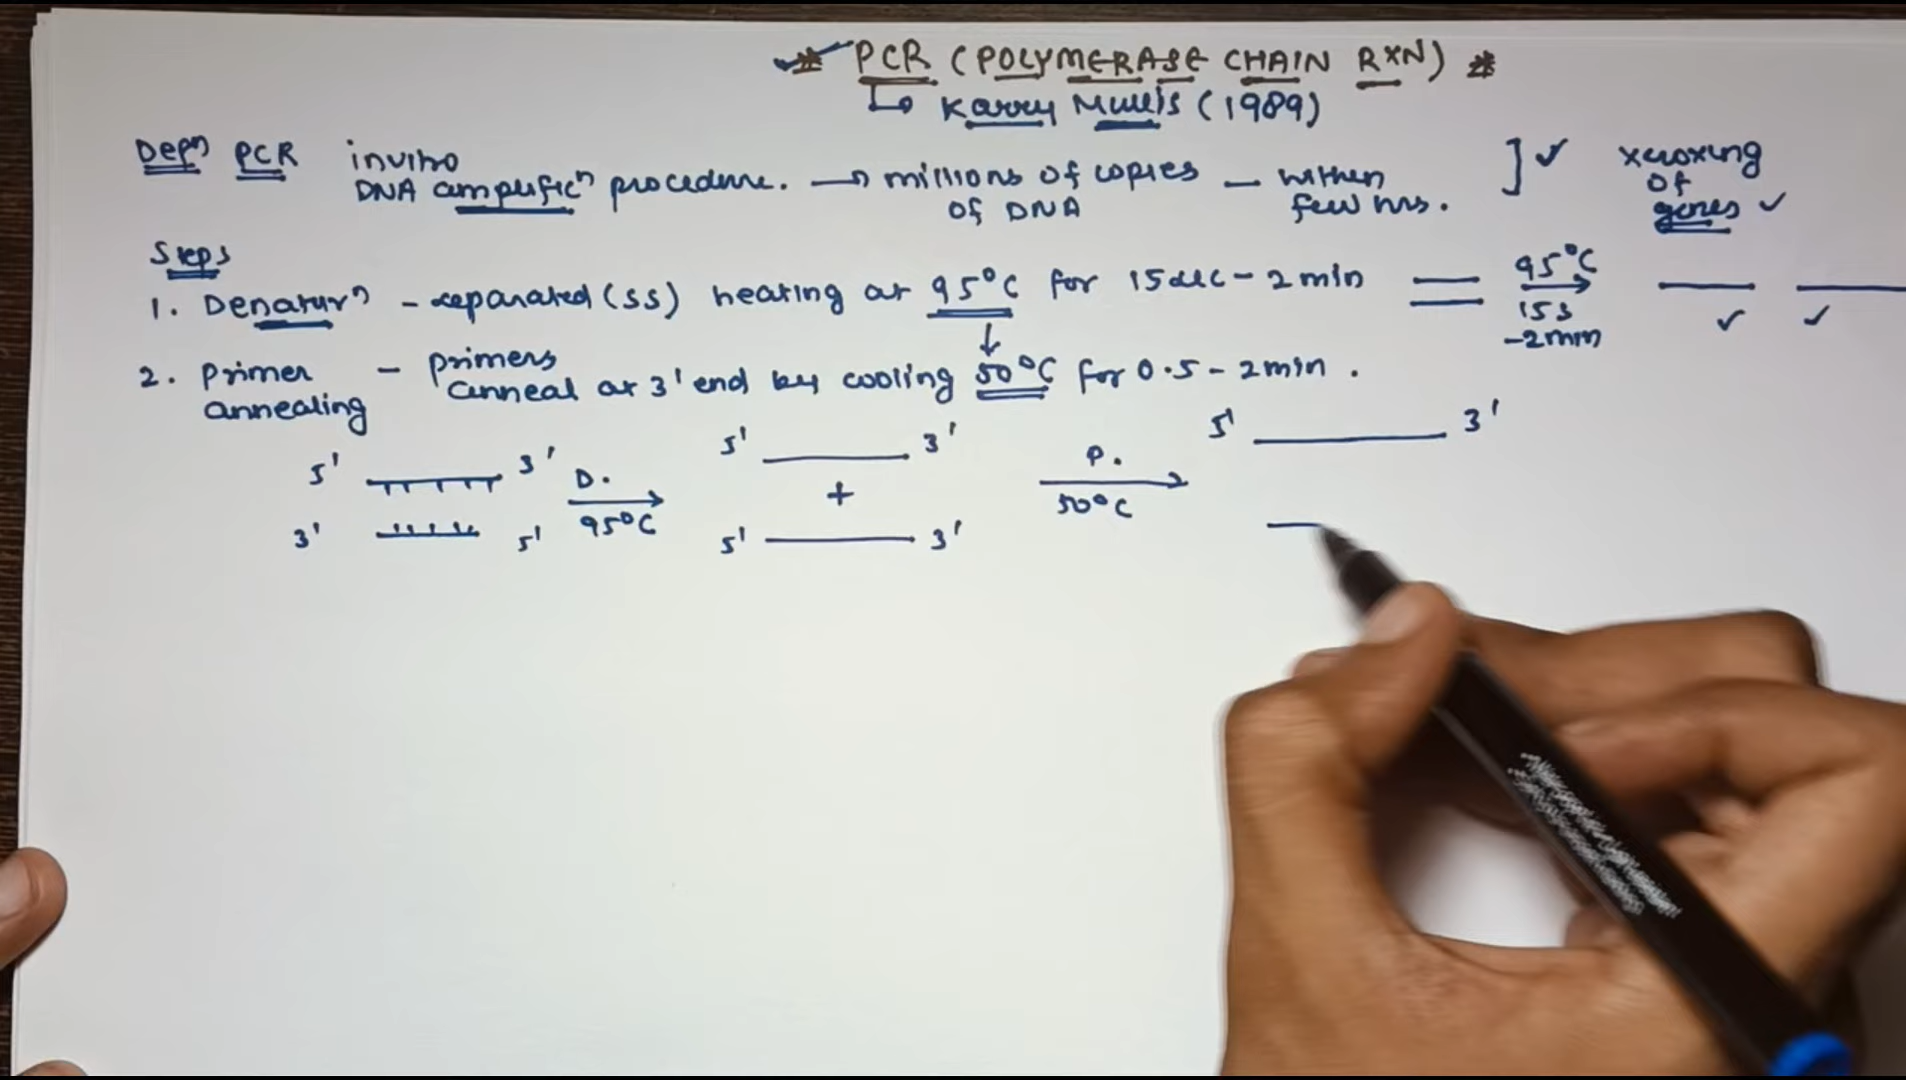 * PCR (POLYMERASE CHAIN RXN) *
↳ Karry Mullis (1989)
Defⁿ PCR invitro
DNA amplificⁿ procedure. → millions of copies of DNA — within few hrs. ] ✓ xeroxing of genes ✓
Steps
1. Denaturⁿ - separated (ss) heating at 95°C for 15sec - 2 min 95°C → 15s -2min ✓ ✓
↓
2. Primer annealing - primers anneal at 3' end by cooling 50°C for 0.5 - 2min.
5' 3' D. → 95°C 5' 3' P. → 50°C 5' 3'
+
3' 5' 5' 3'